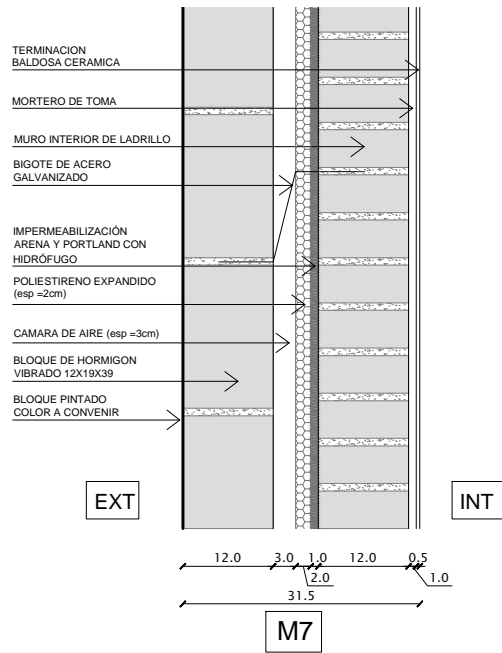 TERMINACION
BALDOSA CERAMICA
MORTERO DE TOMA
MURO INTERIOR DE LADRILLO
BIGOTE DE ACERO
GALVANIZADO
IMPERMEABILIZACIÓN
ARENA Y PORTLAND CON
HIDRÓFUGO
POLIESTIRENO EXPANDIDO
(esp =2cm)
CAMARA DE AIRE (esp =3cm)
BLOQUE DE HORMIGON
VIBRADO 12X19X39
BLOQUE PINTADO
COLOR A CONVENIR
EXT
INT
12.0 3.0 1.0 12.0 0.5
2.0 1.0
31.5
M7